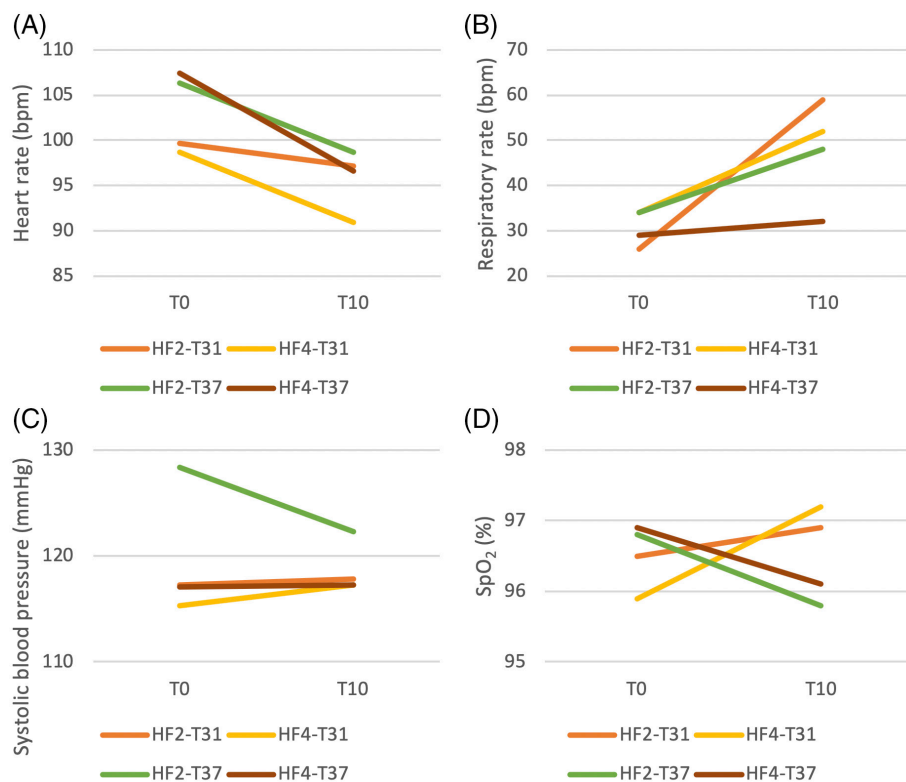 (A)
Heart rate (bpm)
110
105
100
95
90
85
T0
T10
HF2-T31
HF4-T31
HF2-T37
HF4-T37
(B)
Respiratory rate (bpm)
70
60
50
40
30
20
T0
T10
HF2-T31
HF4-T31
HF2-T37
HF4-T37
(C)
Systolic blood pressure (mmHg)
130
120
110
T0
T10
HF2-T31
HF4-T31
HF2-T37
HF4-T37
(D)
SpO₂ (%)
98
97
96
95
T0
T10
HF2-T31
HF4-T31
HF2-T37
HF4-T37